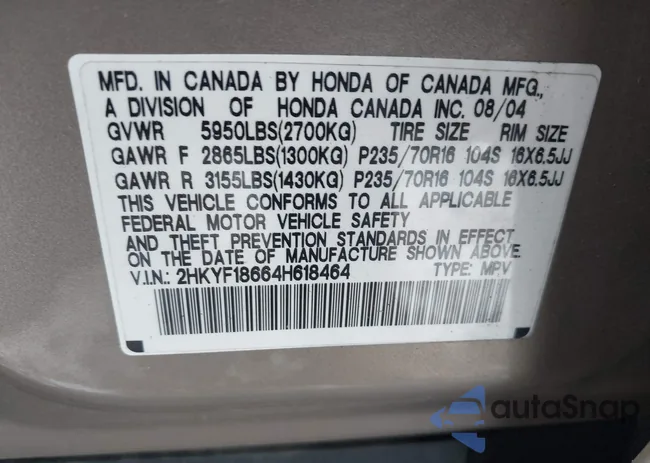 MFD. IN CANADA BY HONDA OF CANADA MFG.,
A DIVISION OF HONDA CANADA INC. 08/04
GVWR 5950LBS(2700KG) TIRE SIZE RIM SIZE
GAWR F 2865LBS(1300KG) P235/70R16 104S 16X6.5JJ
GAWR R 3155LBS(1430KG) P235/70R16 104S 16X6.5JJ
THIS VEHICLE CONFORMS TO ALL APPLICABLE
FEDERAL MOTOR VEHICLE SAFETY
AND THEFT PREVENTION STANDARDS IN EFFECT
ON THE DATE OF MANUFACTURE SHOWN ABOVE.
V.I.N.: 2HKYF18664H618464 TYPE: MPV
autaSnap